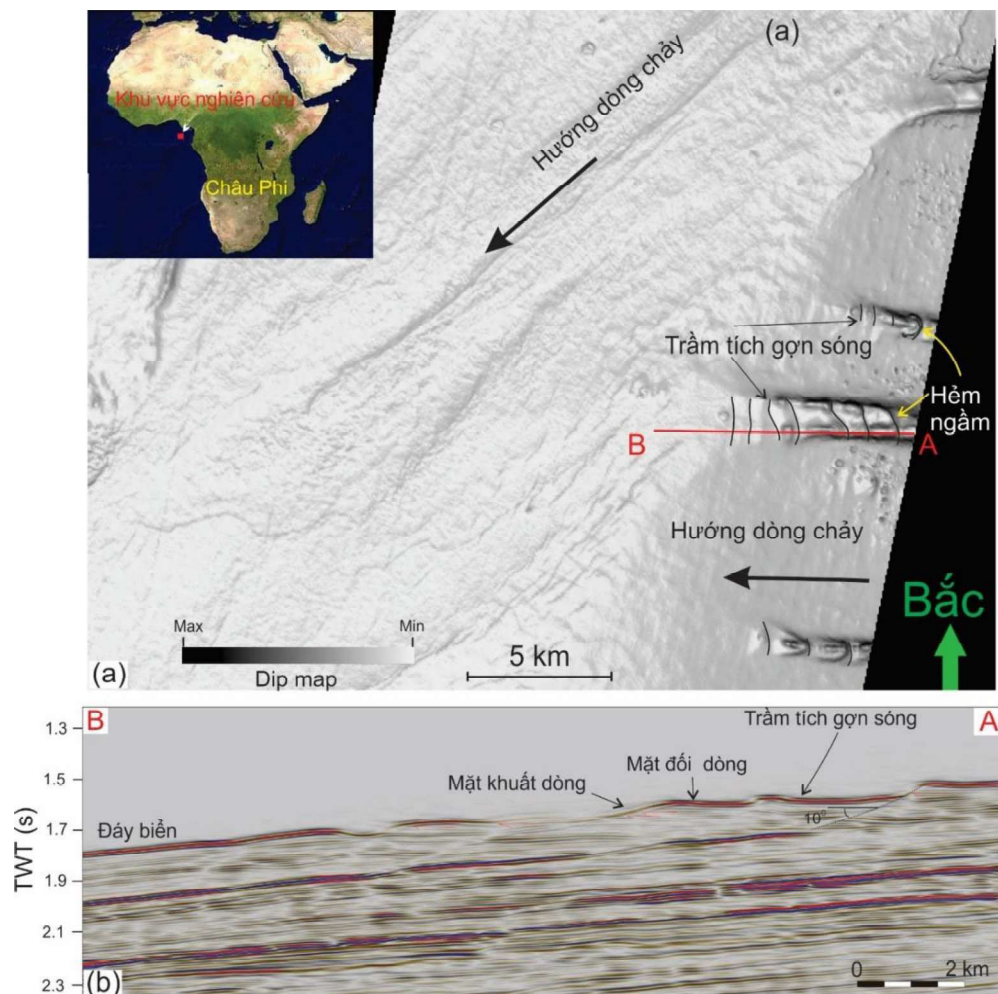 (a)
Khu vực nghiên cứu
Châu Phi
Hướng dòng chảy
Trầm tích gợn sóng
Hẻm
ngầm
B
A
Hướng dòng chảy
Bắc
Max
Min
Dip map
5 km
(a)
B
A
Trầm tích gợn sóng
Mặt đối dòng
Mặt khuất dòng
10°
Đáy biển
TWT (s)
1.3
1.5
1.7
1.9
2.1
2.3
(b)
0
2 km